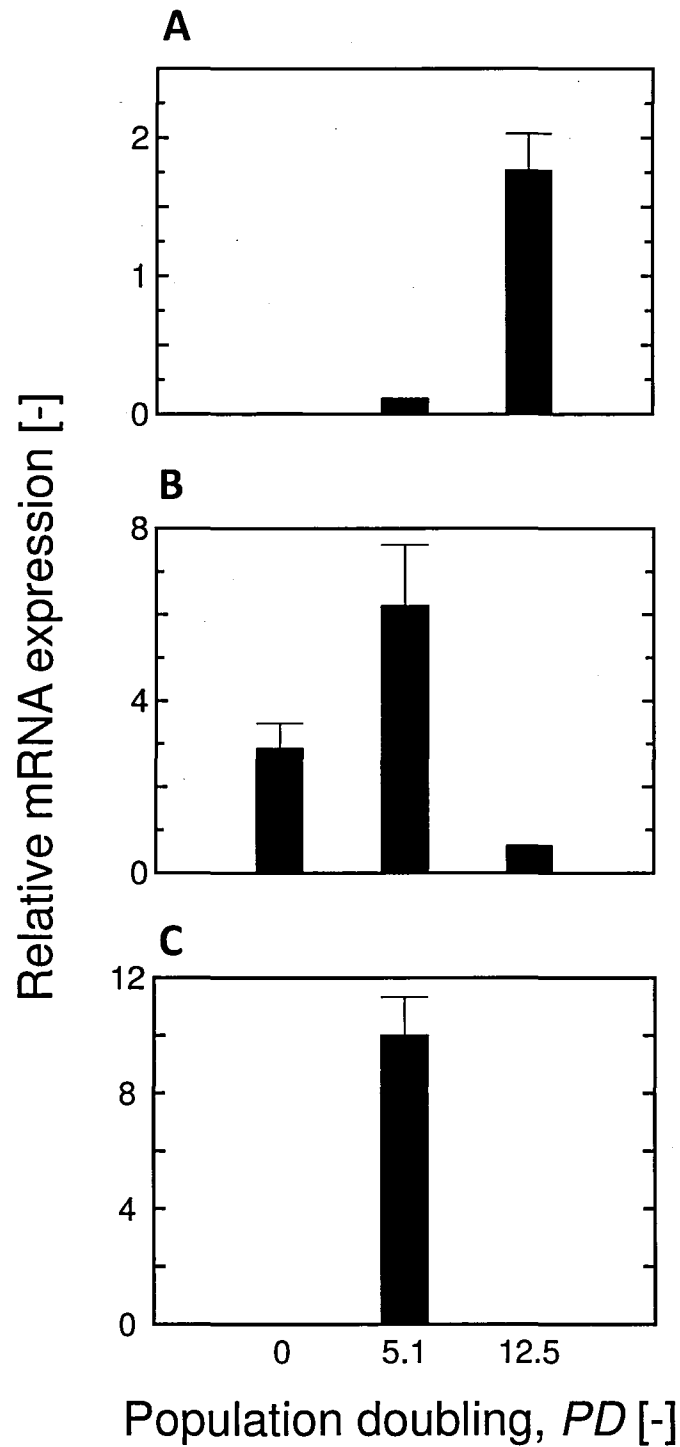 A
2
1
0
B
8
4
0
C
12
8
4
0
0 5.1 12.5
Relative mRNA expression [-]
Population doubling, PD [-]